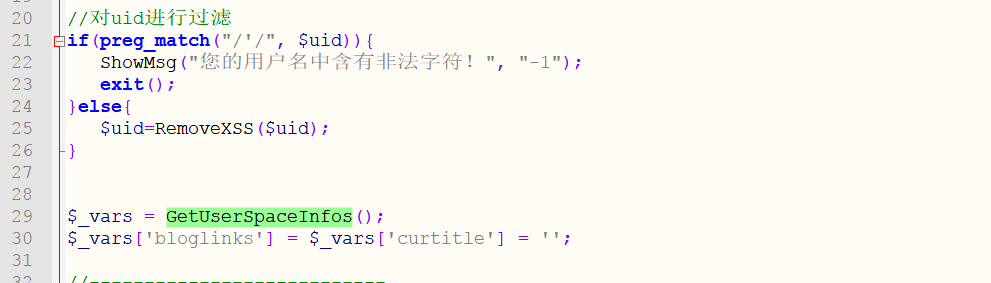 20 //对uid进行过滤
21 if(preg_match("/'/", $uid)){
22 ShowMsg("您的用户名中含有非法字符！", "-1");
23 exit();
24 }else{
25 $uid=RemoveXSS($uid);
26 }
27
28
29 $_vars = GetUserSpaceInfos();
30 $_vars['bloglinks'] = $_vars['curtitle'] = '';
31
32 //---------------------------